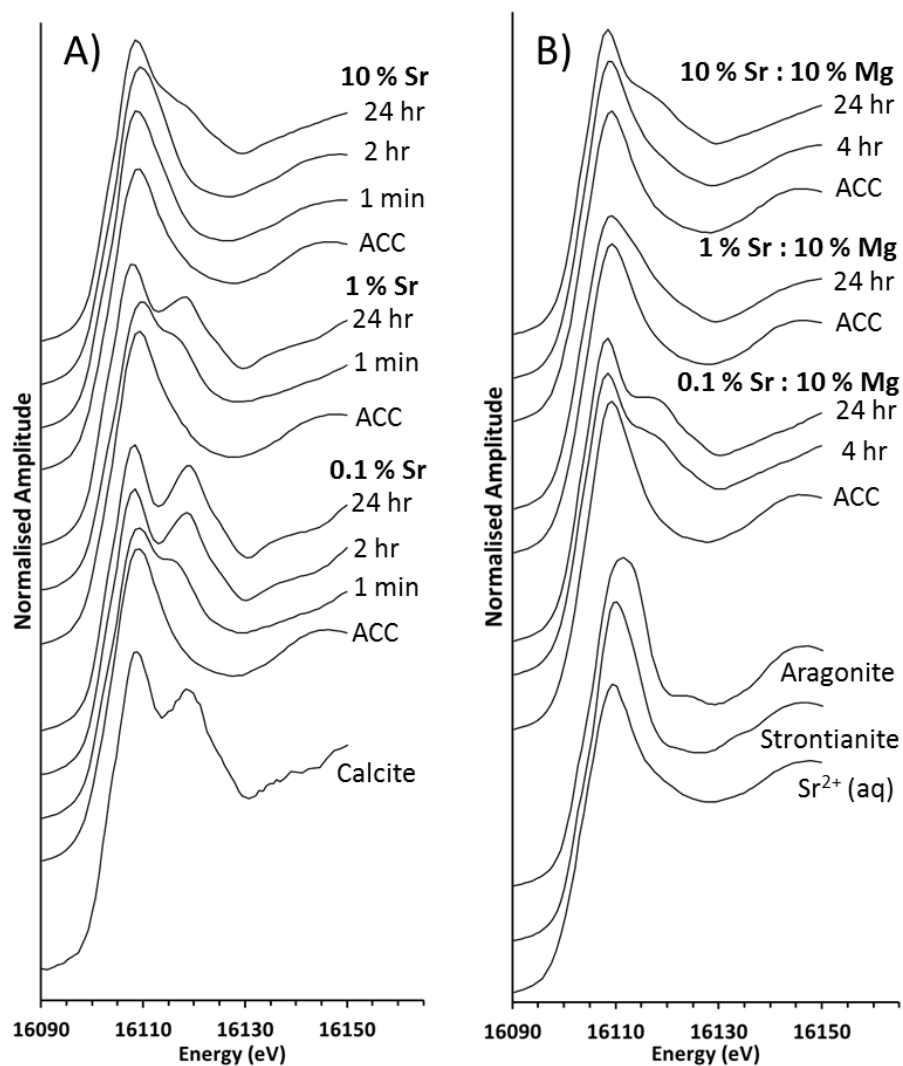 A)
10 % Sr
24 hr
2 hr
1 min
ACC
1 % Sr
24 hr
1 min
ACC
0.1 % Sr
24 hr
2 hr
1 min
ACC
Calcite
Normalised Amplitude
16090 16110 16130 16150
Energy (eV)
B)
10 % Sr : 10 % Mg
24 hr
4 hr
ACC
1 % Sr : 10 % Mg
24 hr
ACC
0.1 % Sr : 10 % Mg
24 hr
4 hr
ACC
Aragonite
Strontianite
Sr²⁺ (aq)
Normalised Amplitude
16090 16110 16130 16150
Energy (eV)